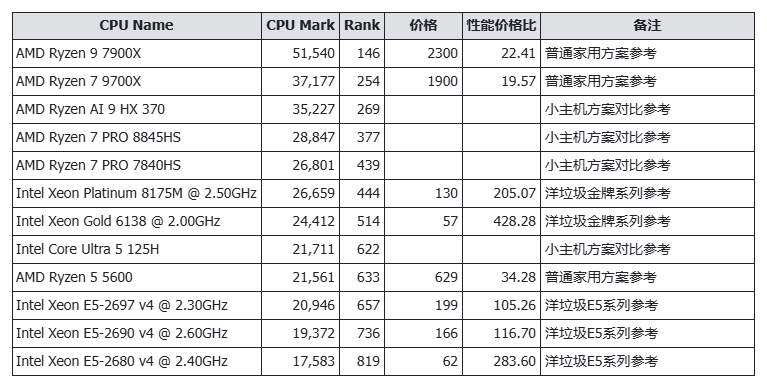 CPU Name CPU Mark Rank 价格 性能价格比 备注
AMD Ryzen 9 7900X 51,540 146 2300 22.41 普通家用方案参考
AMD Ryzen 7 9700X 37,177 254 1900 19.57 普通家用方案参考
AMD Ryzen AI 9 HX 370 35,227 269 小主机方案对比参考
AMD Ryzen 7 PRO 8845HS 28,847 377 小主机方案对比参考
AMD Ryzen 7 PRO 7840HS 26,801 439 小主机方案对比参考
Intel Xeon Platinum 8175M @ 2.50GHz 26,659 444 130 205.07 洋垃圾金牌系列参考
Intel Xeon Gold 6138 @ 2.00GHz 24,412 514 57 428.28 洋垃圾金牌系列参考
Intel Core Ultra 5 125H 21,711 622 小主机方案对比参考
AMD Ryzen 5 5600 21,561 633 629 34.28 普通家用方案参考
Intel Xeon E5-2697 v4 @ 2.30GHz 20,946 657 199 105.26 洋垃圾E5系列参考
Intel Xeon E5-2690 v4 @ 2.60GHz 19,372 736 166 116.70 洋垃圾E5系列参考
Intel Xeon E5-2680 v4 @ 2.40GHz 17,583 819 62 283.60 洋垃圾E5系列参考